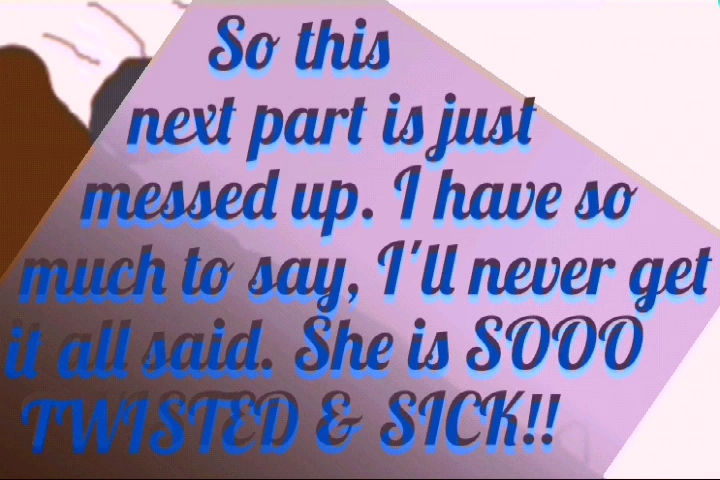 So this
next part is just
messed up. I have so
much to say, I'll never get
it all said. She is SOOO
TWISTED & SICK!!